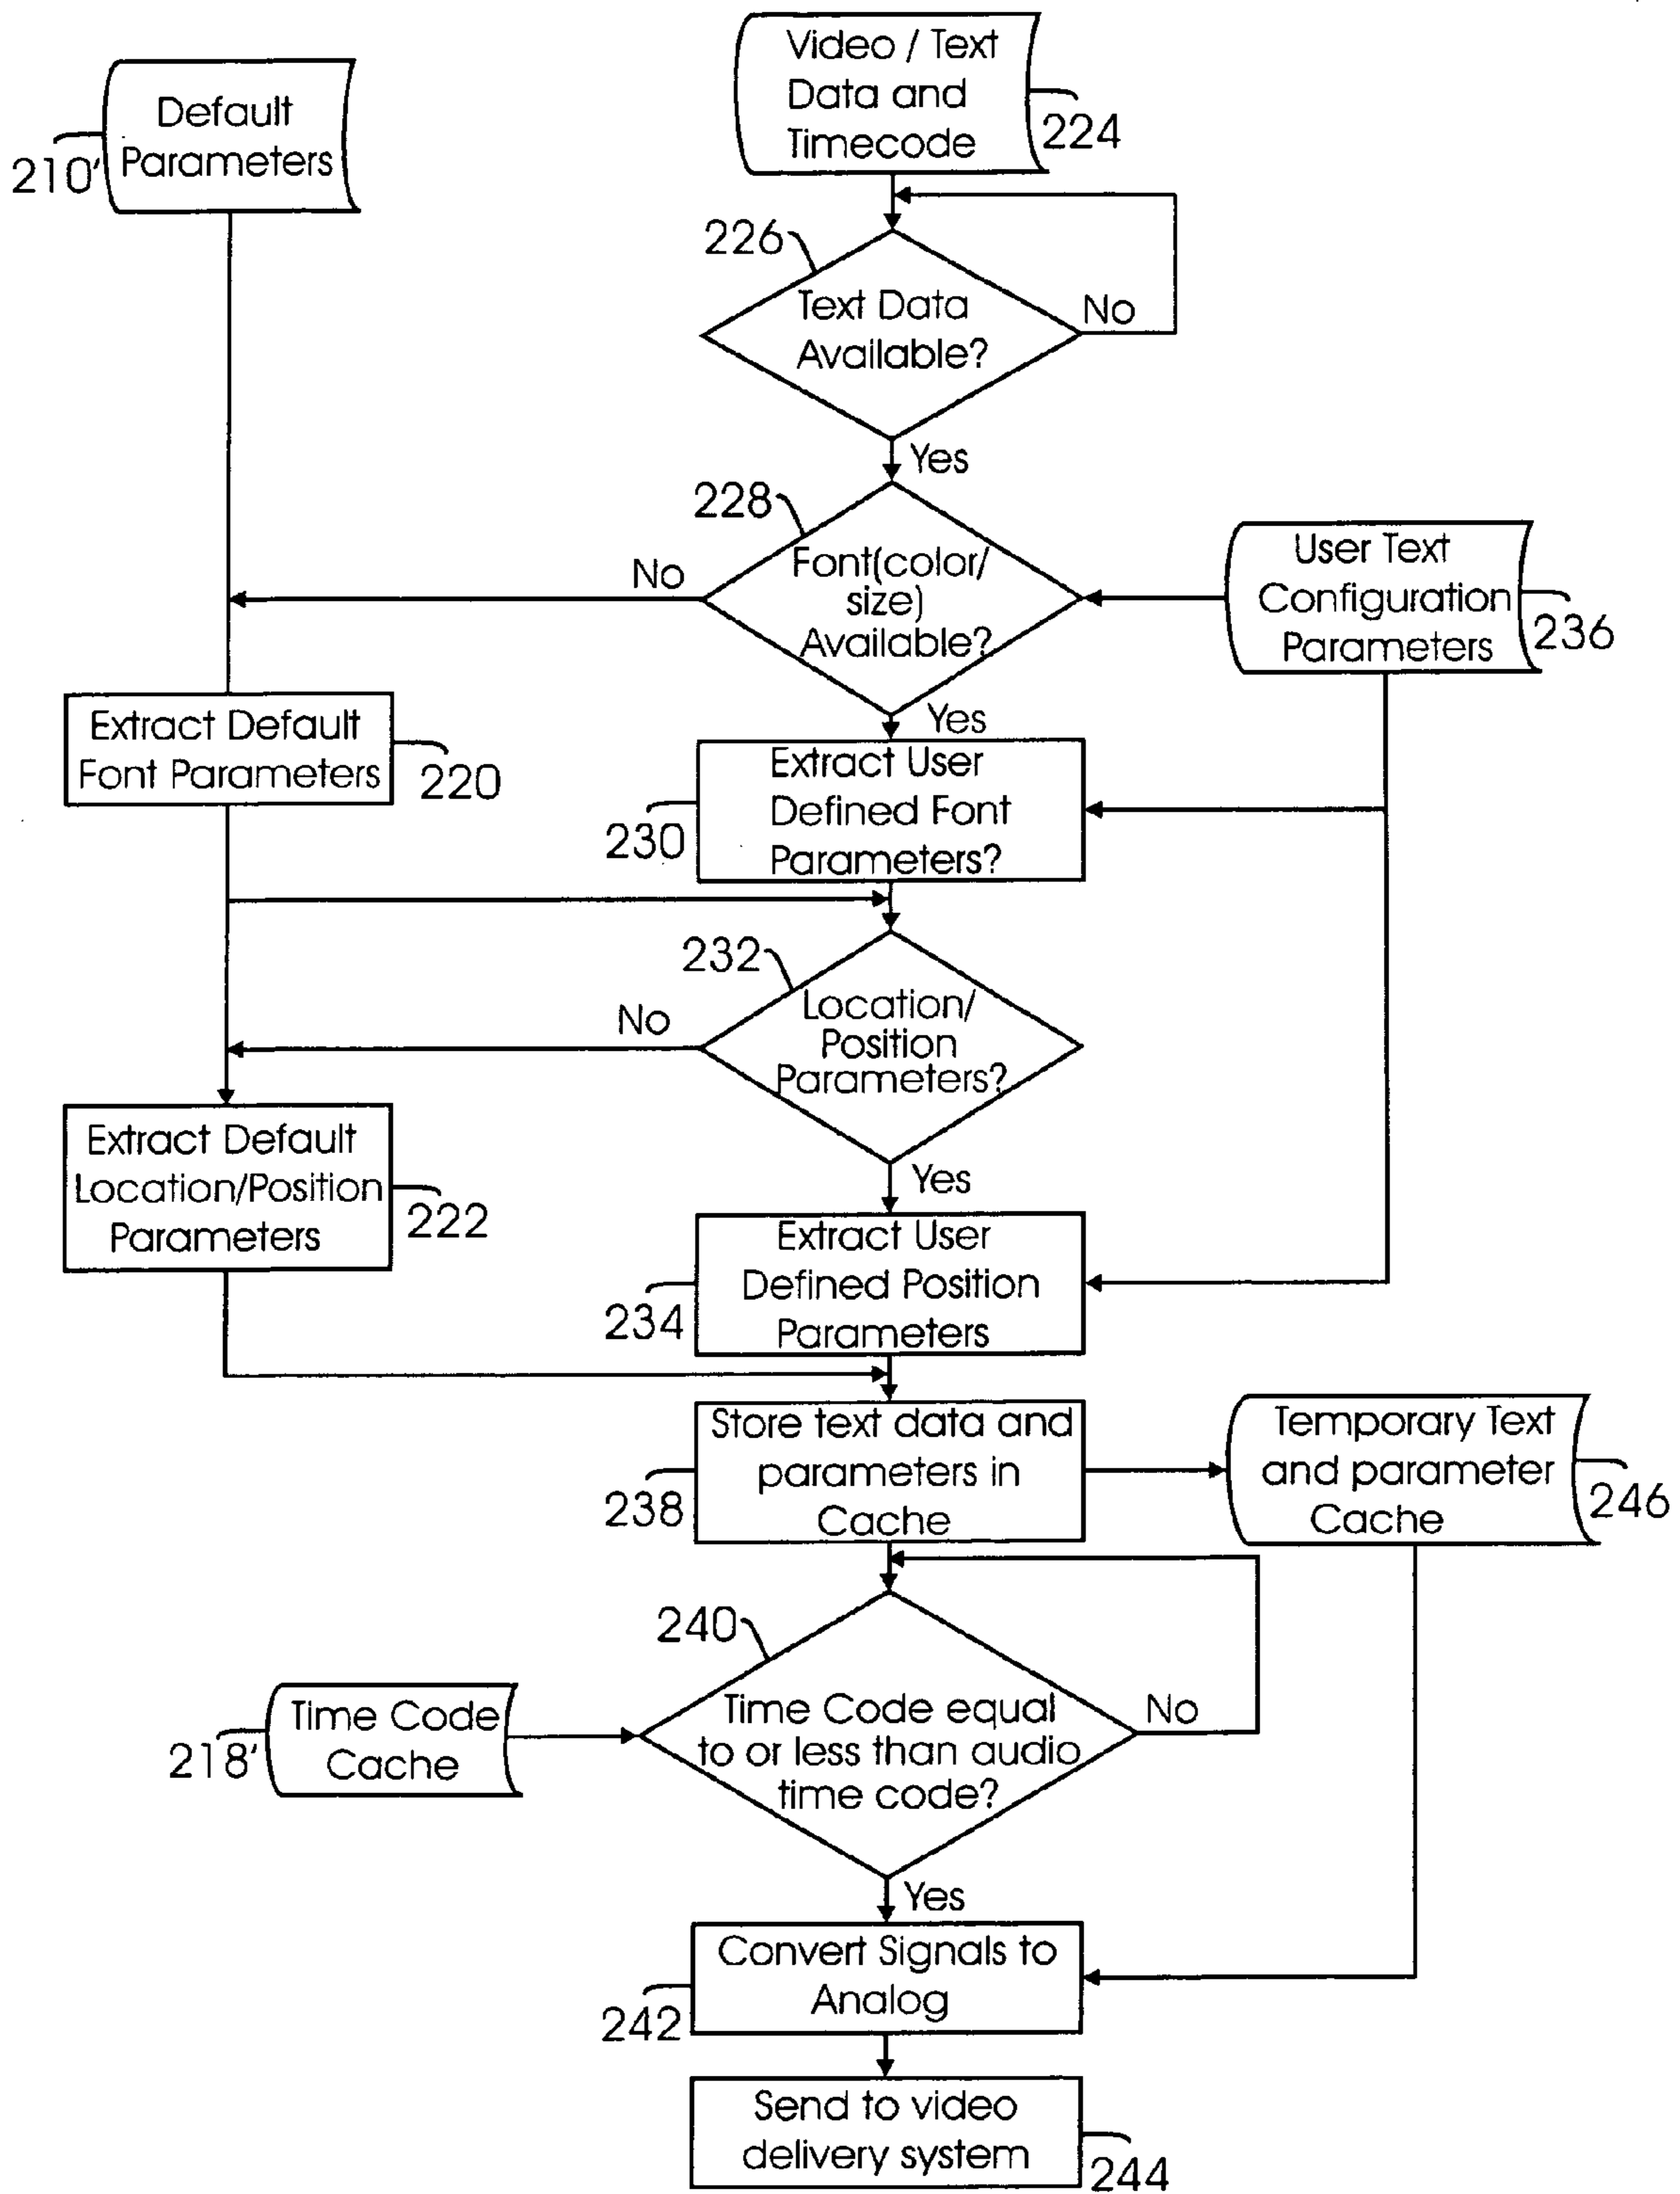 Video / Text
Data and
Timecode
224
Default
Parameters
210'
226
Text Data
Available?
No
Yes
228
Font(color/
size)
Available?
No
User Text
Configuration
Parameters
236
Yes
Extract Default
Font Parameters
220
Extract User
Defined Font
Parameters?
230
232
Location/
Position
Parameters?
No
Yes
Extract Default
Location/Position
Parameters
222
Extract User
Defined Position
Parameters
234
Store text data and
parameters in
Cache
238
Temporary Text
and parameter
Cache
246
240
Time Code equal
to or less than audio
time code?
No
Time Code
Cache
218'
Yes
Convert Signals to
Analog
242
Send to video
delivery system
244